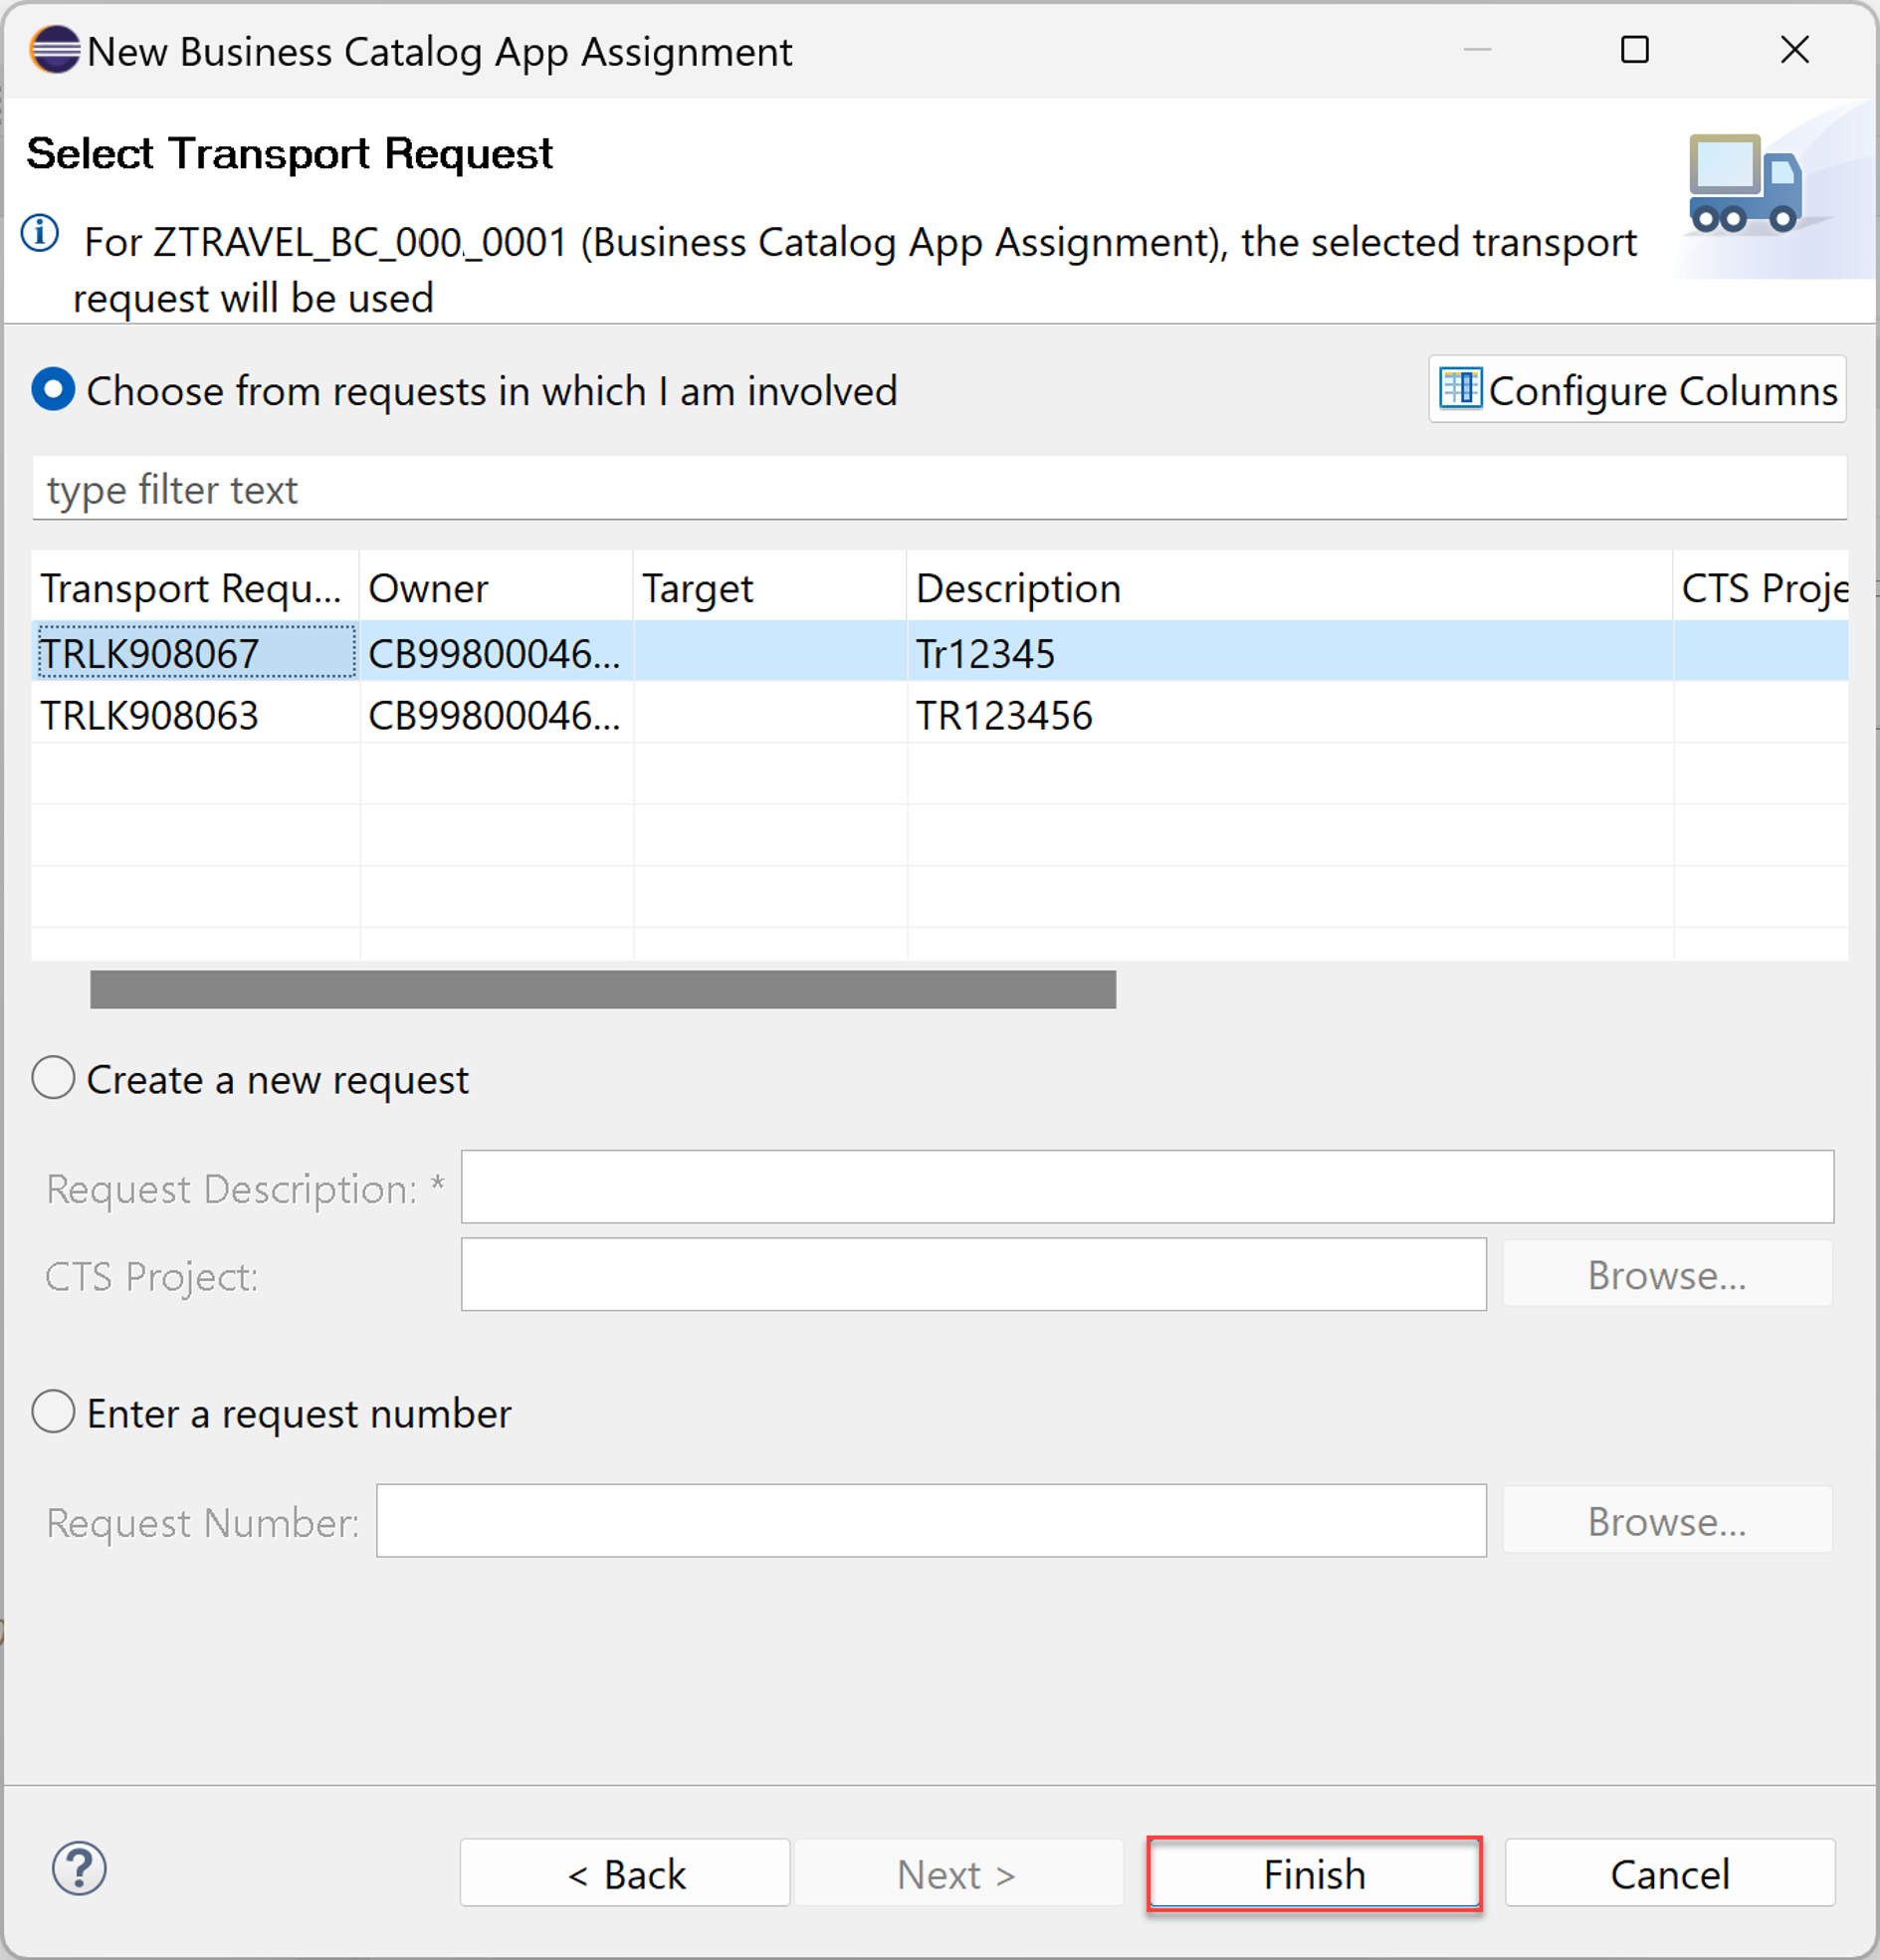 New Business Catalog App Assignment
Select Transport Request
For ZTRAVEL_BC_000_0001 (Business Catalog App Assignment), the selected transport
request will be used
Choose from requests in which I am involved
Configure Columns
type filter text
Transport Requ... Owner Target Description CTS Proje
TRLK908067 CB99800046... Tr12345
TRLK908063 CB99800046... TR123456
Create a new request
Request Description: *
CTS Project: Browse...
Enter a request number
Request Number: Browse...
? < Back Next > Finish Cancel